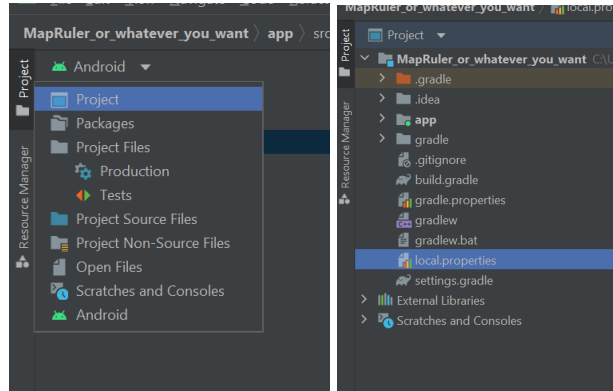 MapRuler_or_whatever_you_want app
Android
Project
Packages
Project Files
Production
Tests
Project Source Files
Project Non-Source Files
Open Files
Scratches and Consoles
Android
Project
Resource Manager
MapRuler_or_whatever_you_want
Project
MapRuler_or_whatever_you_want
.gradle
.idea
app
gradle
.gitignore
build.gradle
gradle.properties
gradlew
gradlew.bat
local.properties
settings.gradle
External Libraries
Scratches and Consoles
Project
Resource Manager